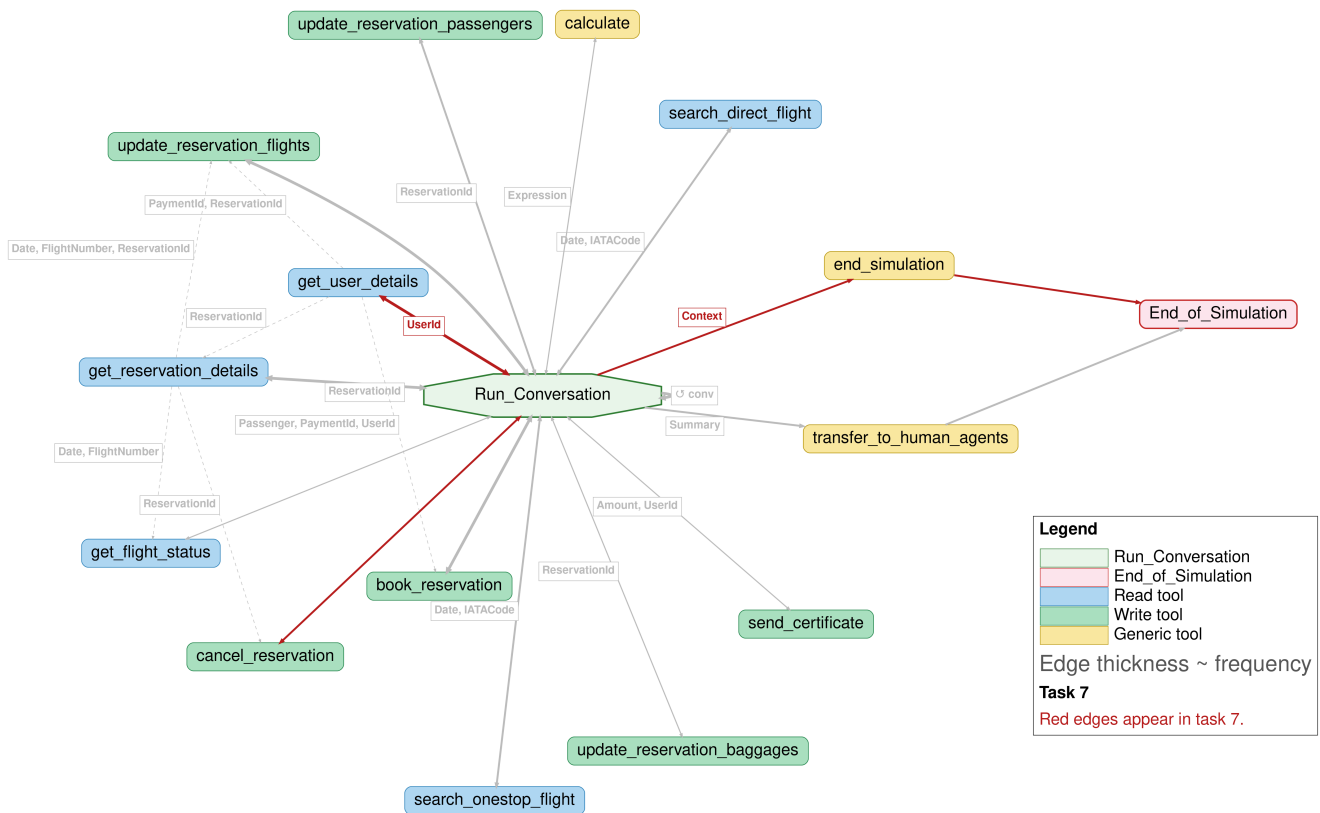 update_reservation_passengers
calculate
search_direct_flight
update_reservation_flights
ReservationId
Expression
PaymentId, ReservationId
Date, IATACode
Date, FlightNumber, ReservationId
end_simulation
get_user_details
End_of_Simulation
ReservationId
UserId
Context
get_reservation_details
ReservationId
Run_Conversation
↺ conv
Passenger, PaymentId, UserId
Summary
transfer_to_human_agents
Date, FlightNumber
ReservationId
Amount, UserId
get_flight_status
ReservationId
book_reservation
Date, IATACode
send_certificate
cancel_reservation
update_reservation_baggages
search_onestop_flight
Legend
Run_Conversation
End_of_Simulation
Read tool
Write tool
Generic tool
Edge thickness ~ frequency
Task 7
Red edges appear in task 7.